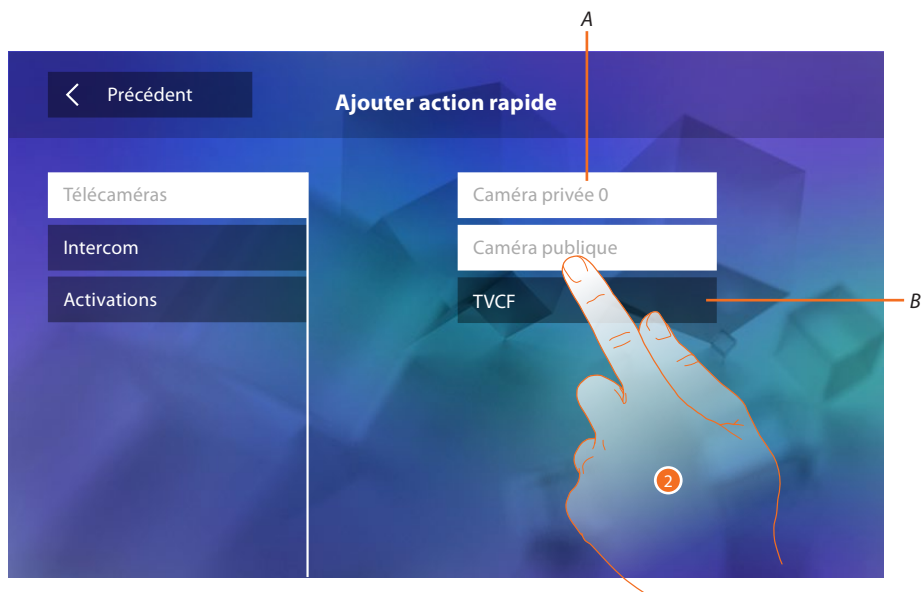 A
Précédent
Ajouter action rapide
Télécaméras
Caméra privée 0
Intercom
Caméra publique
Activations
TVCF
B
2